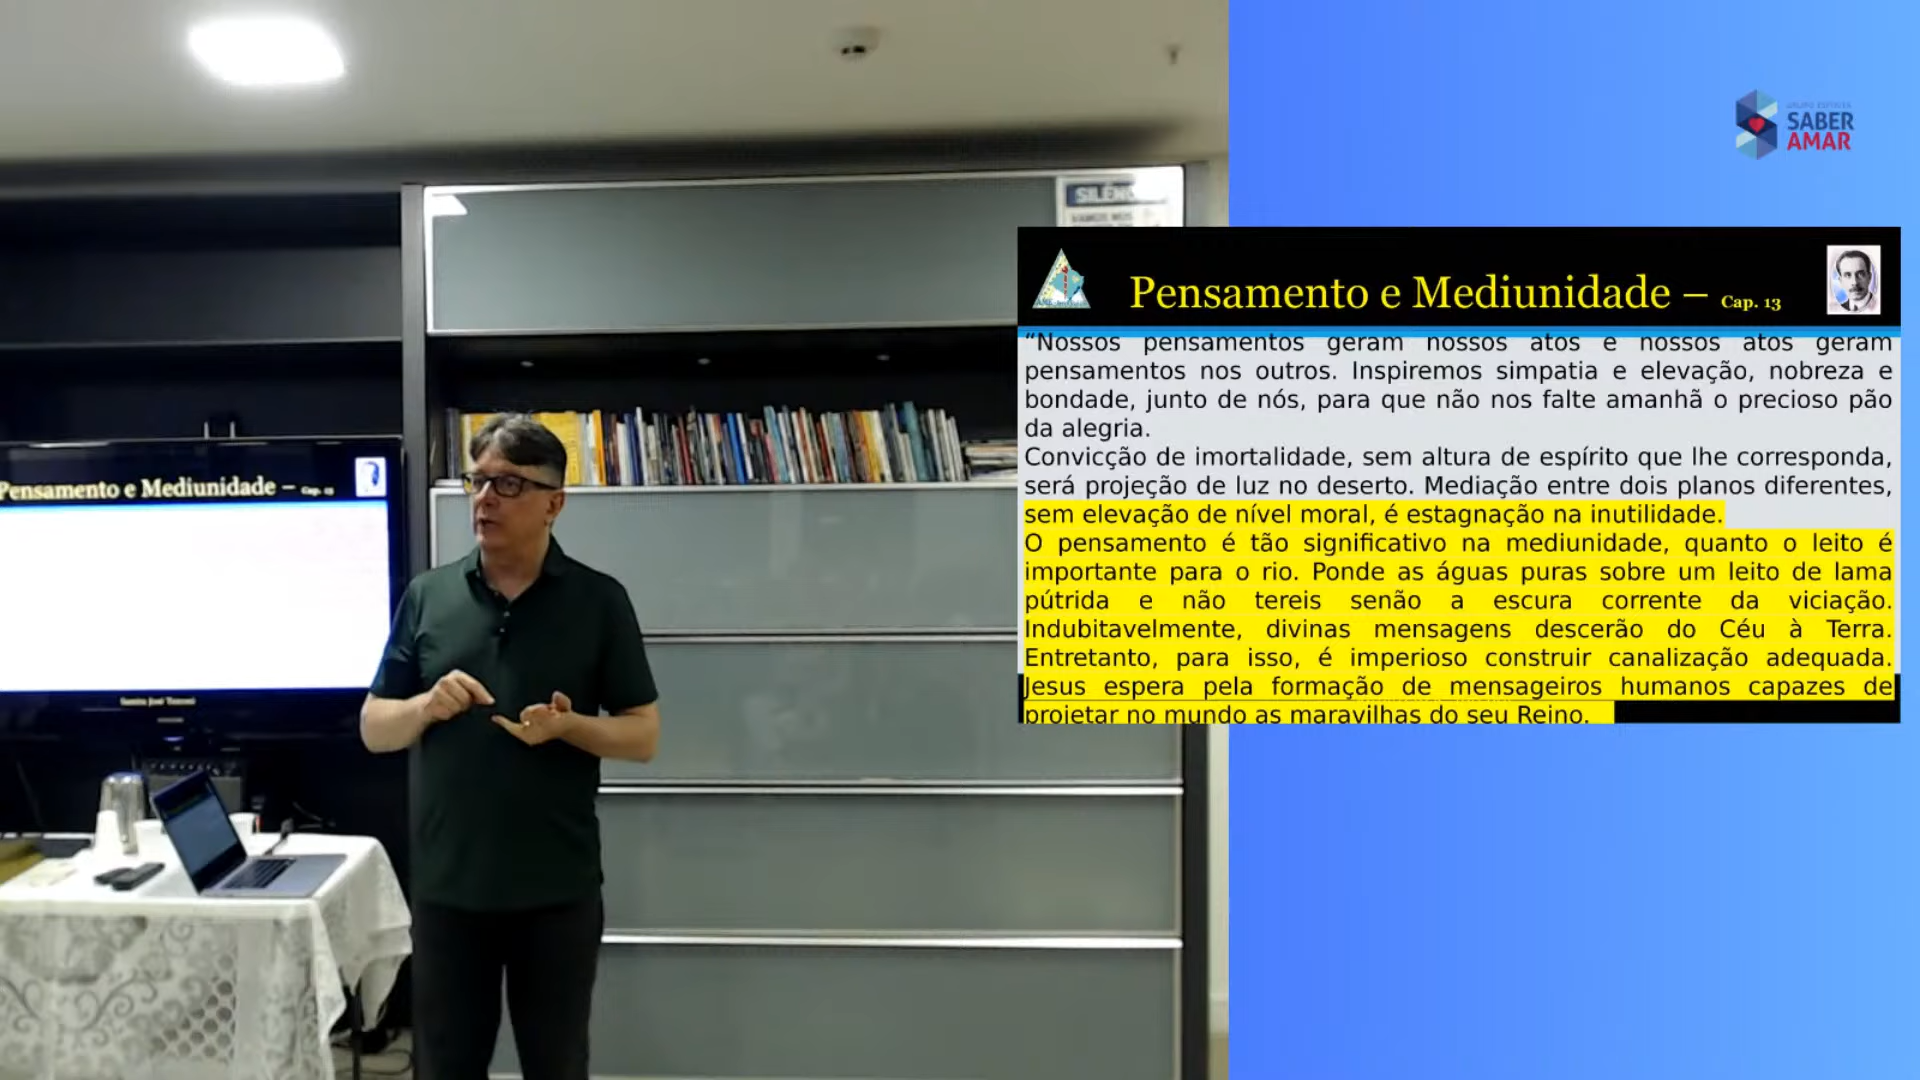 GRUPO ESPÍRITA
SABER
AMAR
Pensamento e Mediunidade – Cap. 13
“Nossos pensamentos geram nossos atos e nossos atos geram
pensamentos nos outros. Inspiremos simpatia e elevação, nobreza e
bondade, junto de nós, para que não nos falte amanhã o precioso pão
da alegria.
Convicção de imortalidade, sem altura de espírito que lhe corresponda,
será projeção de luz no deserto. Mediação entre dois planos diferentes,
sem elevação de nível moral, é estagnação na inutilidade.
O pensamento é tão significativo na mediunidade, quanto o leito é
importante para o rio. Ponde as águas puras sobre um leito de lama
pútrida e não tereis senão a escura corrente da viciação.
Indubitavelmente, divinas mensagens descerão do Céu à Terra.
Entretanto, para isso, é imperioso construir canalização adequada.
Jesus espera pela formação de mensageiros humanos capazes de
projetar no mundo as maravilhas do seu Reino.
Pensamento e Mediunidade –